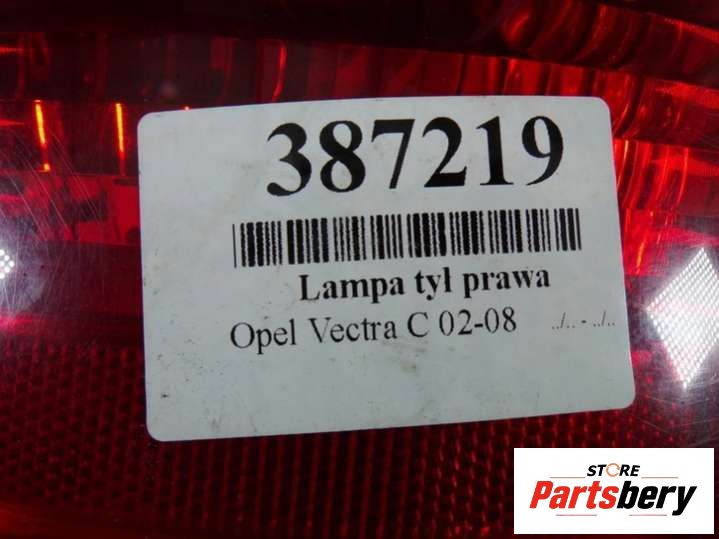 387219
Lampa tył prawa
Opel Vectra C 02-08 ../.. - ../..
STORE
Partsbery